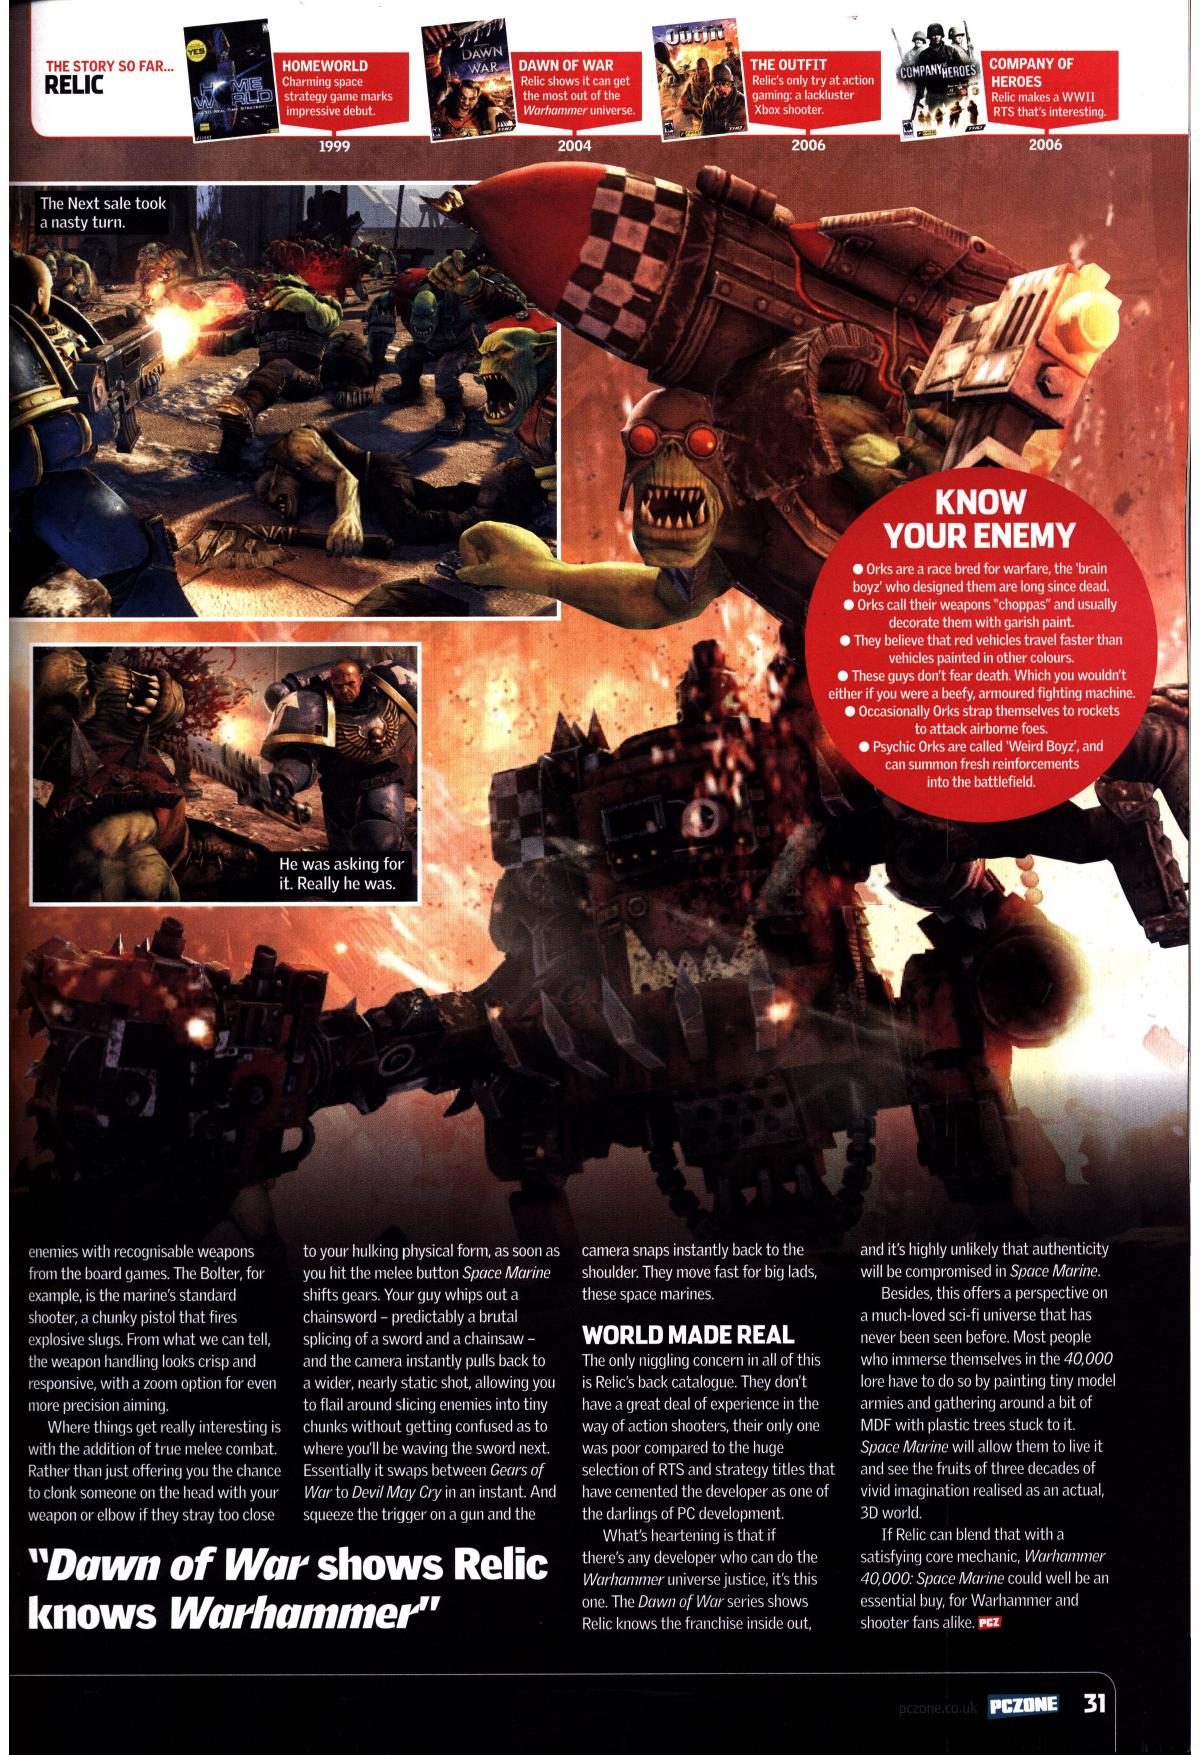 THE STORY SO FAR...
RELIC
HOMEWORLD
Charming space
strategy game marks
impressive debut.
1999
DAWN OF WAR
Relic shows it can get
the most out of the
Warhammer universe.
2004
THE OUTFIT
Relic's only try at action
gaming: a lackluster
Xbox shooter.
2006
COMPANY OF
HEROES
Relic makes a WWII
RTS that's interesting.
2006
YES
HOMEWORLD
DAWN
OF
WAR
THQ
Outfit
THQ
COMPANY OF HEROES
THQ
The Next sale took
a nasty turn.
KNOW
YOUR ENEMY
● Orks are a race bred for warfare, the 'brain
boyz' who designed them are long since dead.
● Orks call their weapons "choppas" and usually
decorate them with garish paint.
● They believe that red vehicles travel faster than
vehicles painted in other colours.
● These guys don't fear death. Which you wouldn't
either if you were a beefy, armoured fighting machine.
● Occasionally Orks strap themselves to rockets
to attack airborne foes.
● Psychic Orks are called 'Weird Boyz', and
can summon fresh reinforcements
into the battlefield.
He was asking for
it. Really he was.
enemies with recognisable weapons
from the board games. The Bolter, for
example, is the marine's standard
shooter, a chunky pistol that fires
explosive slugs. From what we can tell,
the weapon handling looks crisp and
responsive, with a zoom option for even
more precision aiming.
Where things get really interesting is
with the addition of true melee combat.
Rather than just offering you the chance
to clonk someone on the head with your
weapon or elbow if they stray too close
to your hulking physical form, as soon as
you hit the melee button Space Marine
shifts gears. Your guy whips out a
chainsword – predictably a brutal
splicing of a sword and a chainsaw –
and the camera instantly pulls back to
a wider, nearly static shot, allowing you
to flail around slicing enemies into tiny
chunks without getting confused as to
where you'll be waving the sword next.
Essentially it swaps between Gears of
War to Devil May Cry in an instant. And
squeeze the trigger on a gun and the
camera snaps instantly back to the
shoulder. They move fast for big lads,
these space marines.
WORLD MADE REAL
The only niggling concern in all of this
is Relic's back catalogue. They don't
have a great deal of experience in the
way of action shooters, their only one
was poor compared to the huge
selection of RTS and strategy titles that
have cemented the developer as one of
the darlings of PC development.
What's heartening is that if
there's any developer who can do the
Warhammer universe justice, it's this
one. The Dawn of War series shows
Relic knows the franchise inside out,
and it's highly unlikely that authenticity
will be compromised in Space Marine.
Besides, this offers a perspective on
a much-loved sci-fi universe that has
never been seen before. Most people
who immerse themselves in the 40,000
lore have to do so by painting tiny model
armies and gathering around a bit of
MDF with plastic trees stuck to it.
Space Marine will allow them to live it
and see the fruits of three decades of
vivid imagination realised as an actual,
3D world.
If Relic can blend that with a
satisfying core mechanic, Warhammer
40,000: Space Marine could well be an
essential buy, for Warhammer and
shooter fans alike. PCZ
"Dawn of War shows Relic
knows Warhammer"
pczone.co.uk PCZONE 31